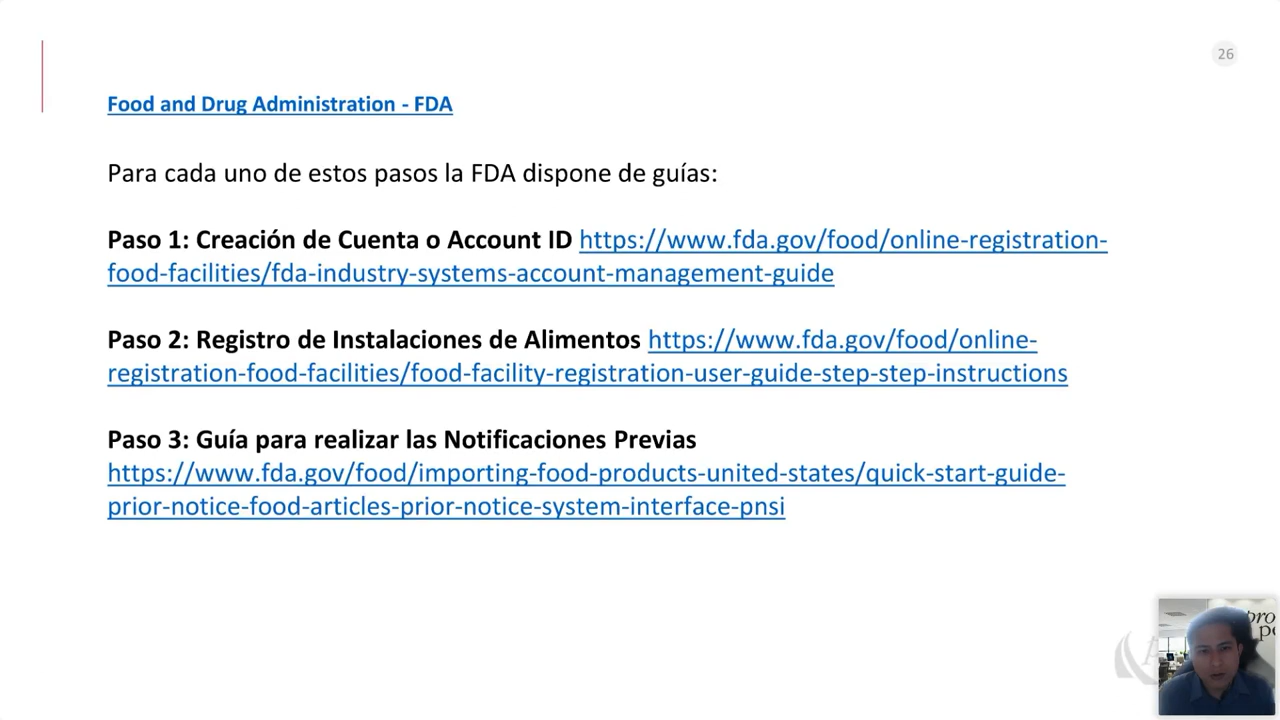 26
Food and Drug Administration - FDA
Para cada uno de estos pasos la FDA dispone de guías:
Paso 1: Creación de Cuenta o Account ID https://www.fda.gov/food/online-registration-
food-facilities/fda-industry-systems-account-management-guide
Paso 2: Registro de Instalaciones de Alimentos https://www.fda.gov/food/online-
registration-food-facilities/food-facility-registration-user-guide-step-step-instructions
Paso 3: Guía para realizar las Notificaciones Previas
https://www.fda.gov/food/importing-food-products-united-states/quick-start-guide-
prior-notice-food-articles-prior-notice-system-interface-pnsi